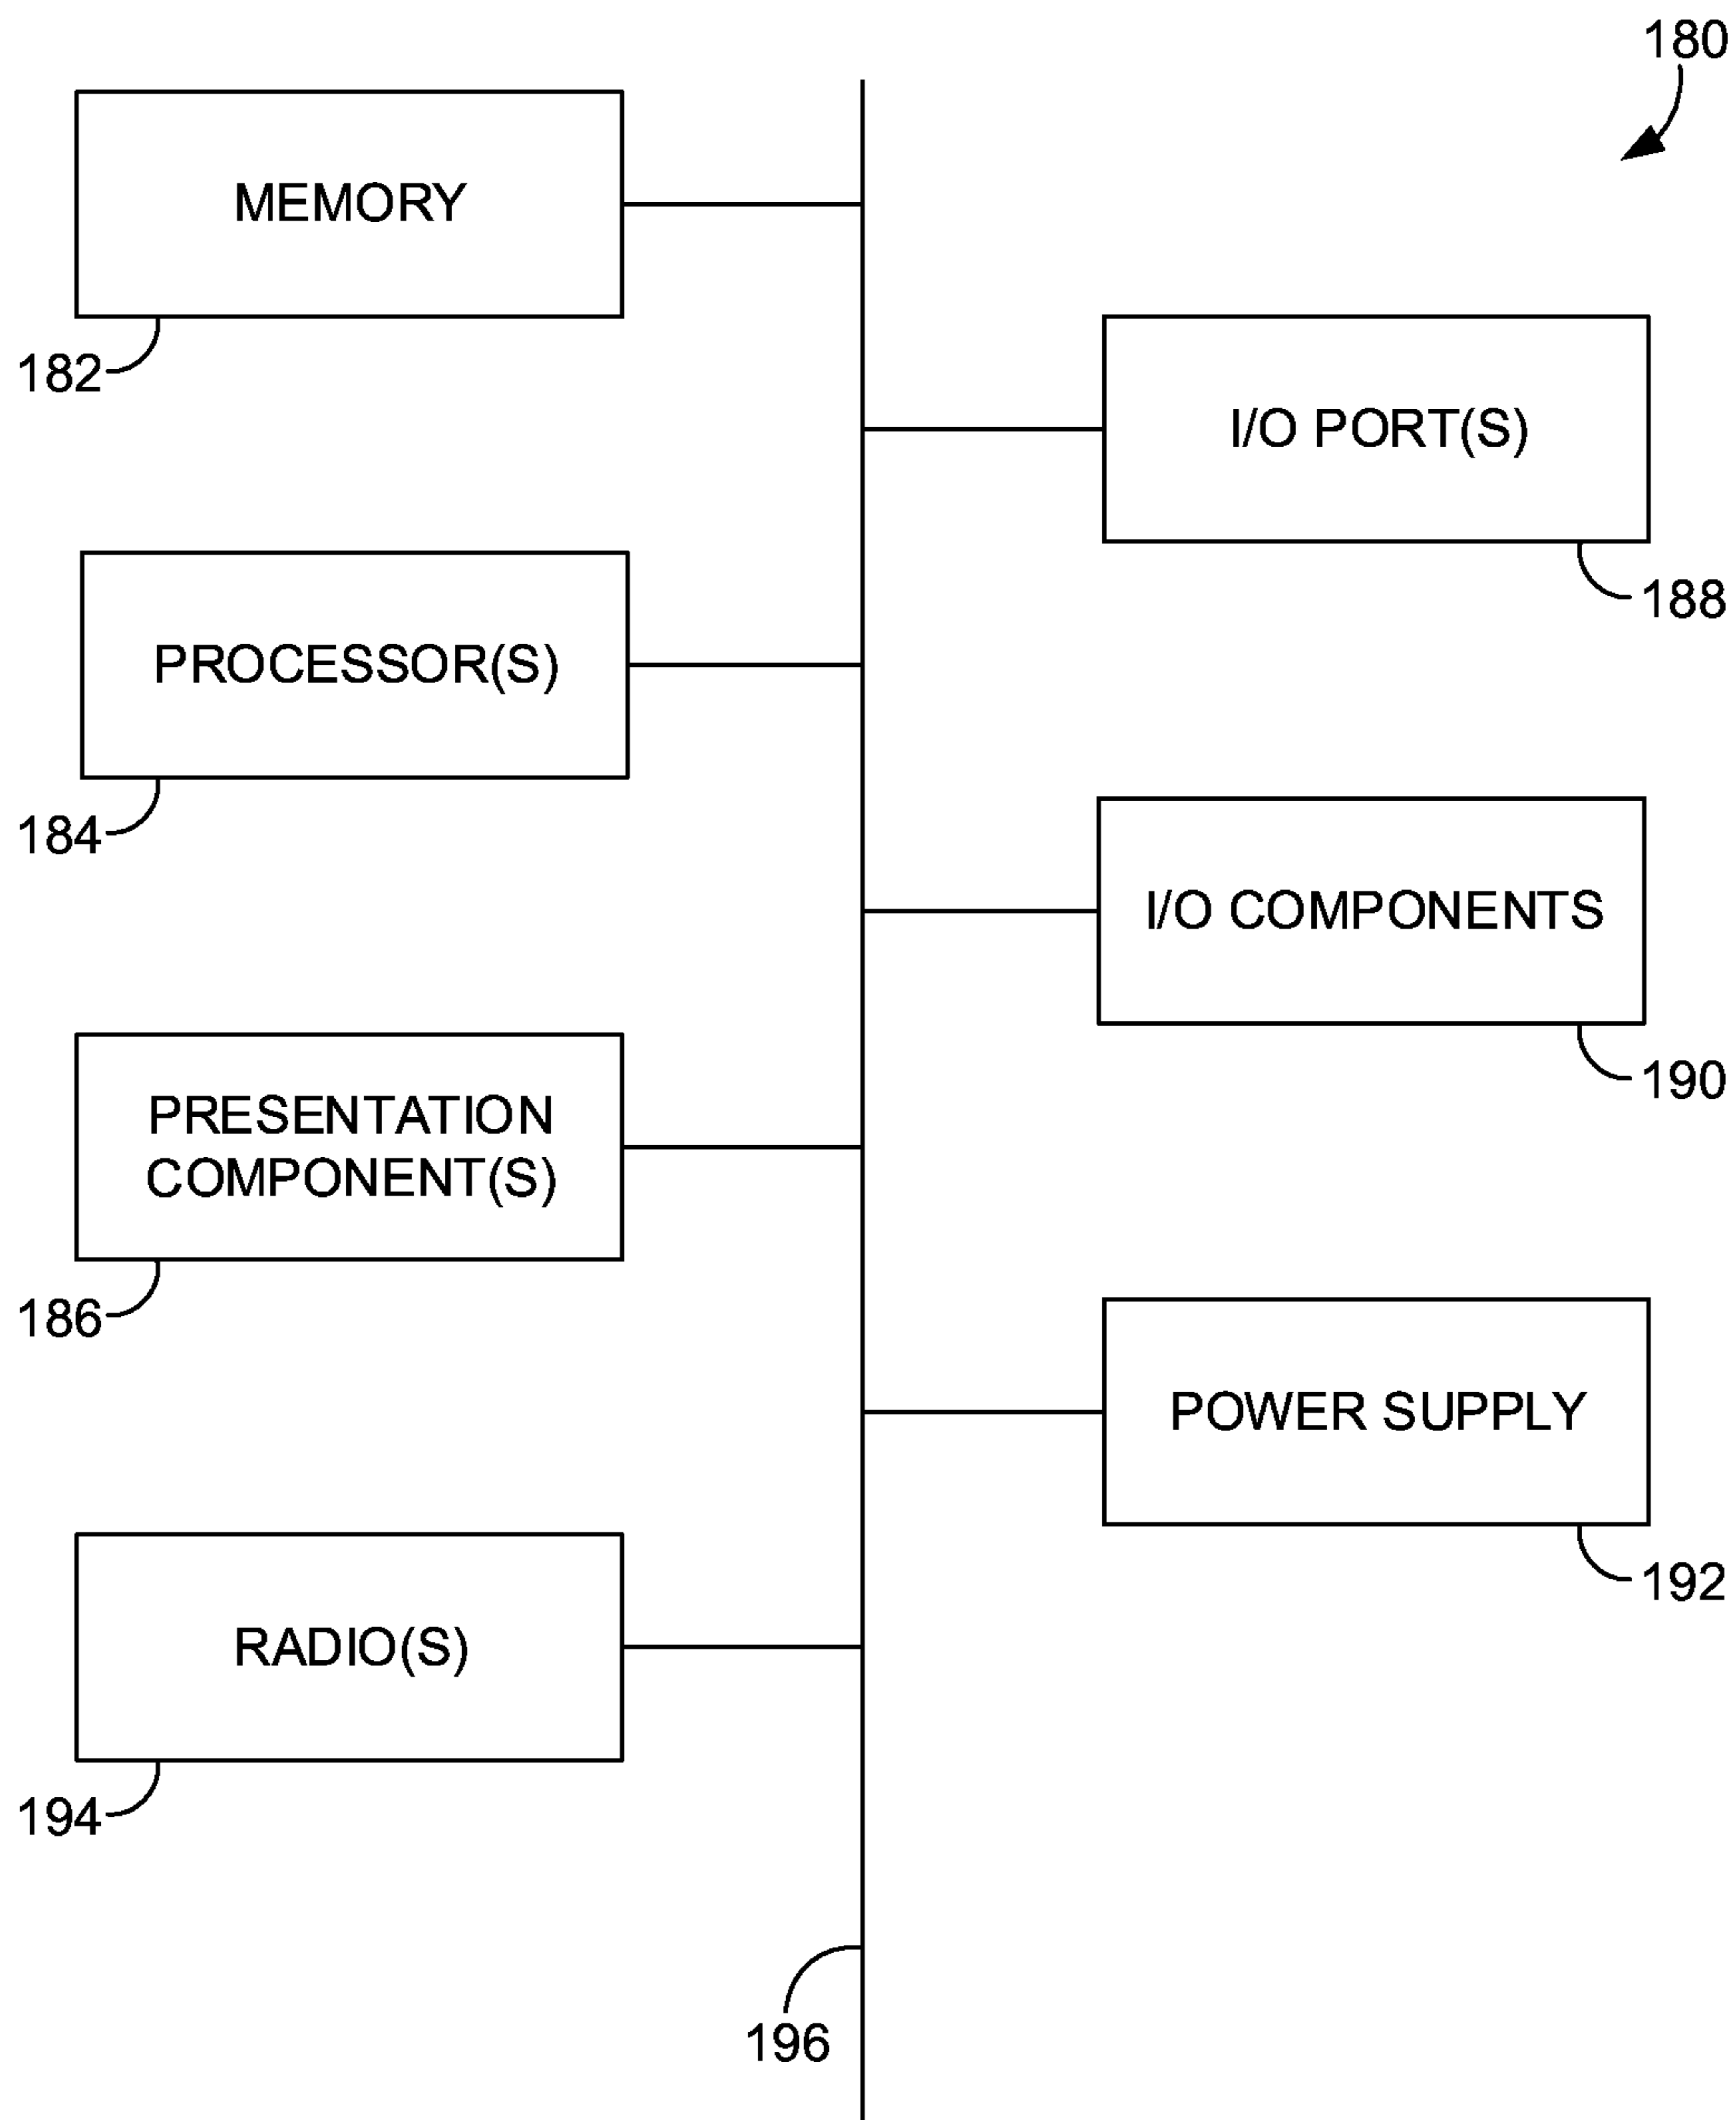 180
MEMORY
182
I/O PORT(S)
188
PROCESSOR(S)
184
I/O COMPONENTS
190
PRESENTATION
COMPONENT(S)
186
POWER SUPPLY
192
RADIO(S)
194
196